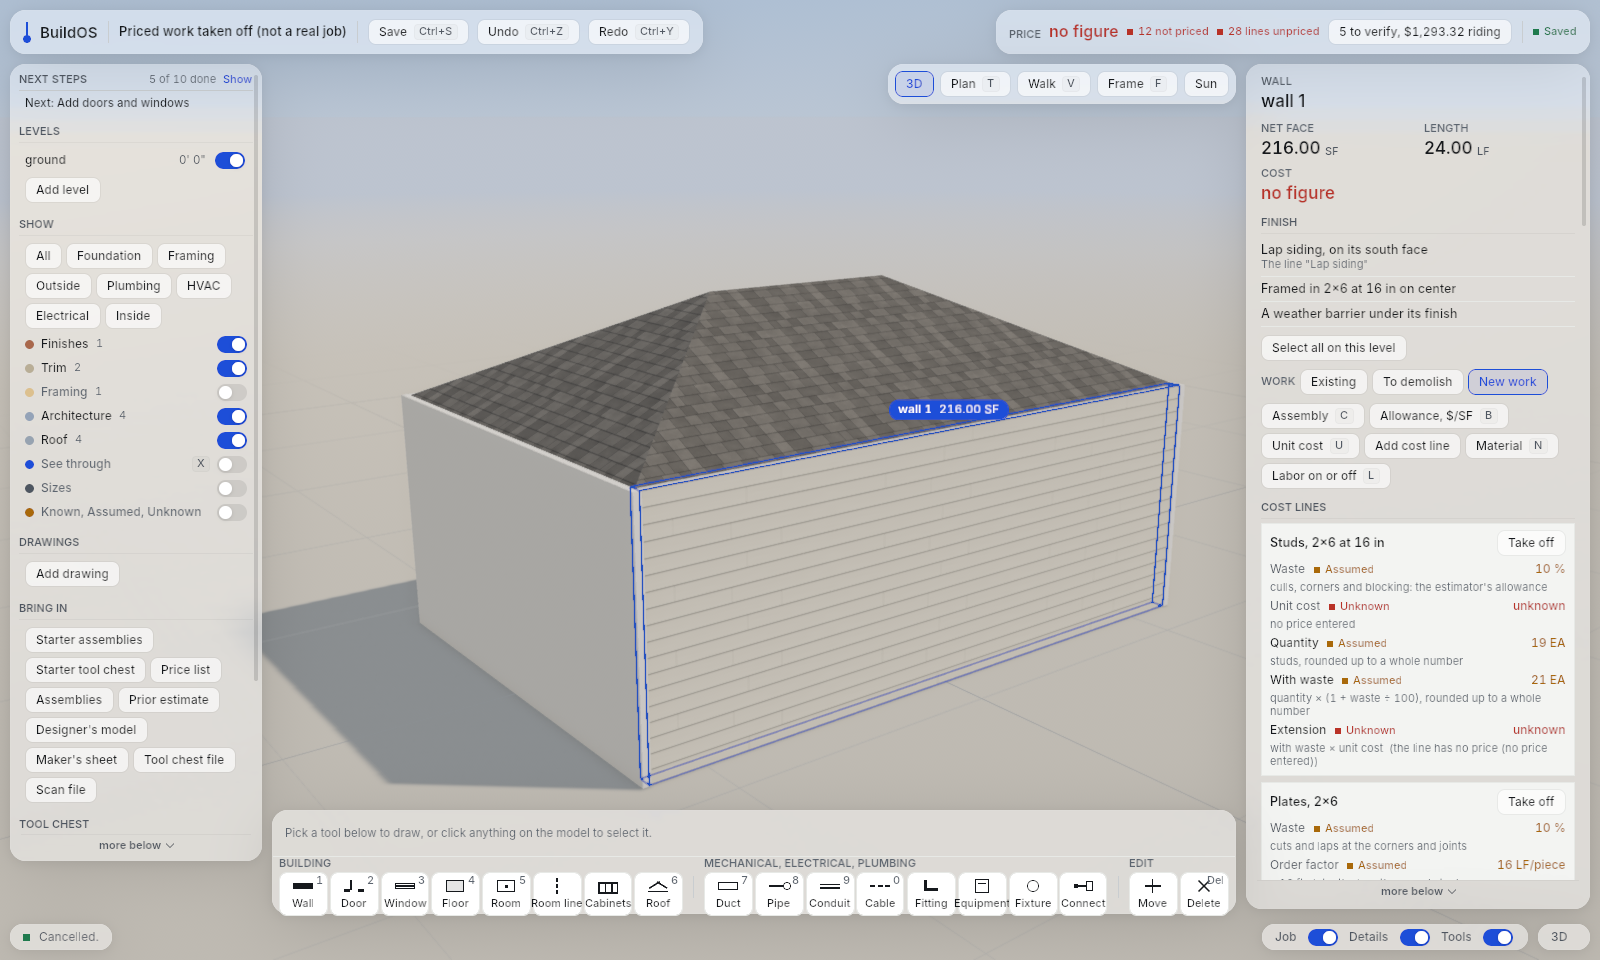 BuildOS
Priced work taken off (not a real job)
Save Ctrl+S
Undo Ctrl+Z
Redo Ctrl+Y
PRICE no figure 12 not priced 28 lines unpriced 5 to verify, $1,293.32 riding Saved
NEXT STEPS 5 of 10 done Show
Next: Add doors and windows
LEVELS
ground 0' 0"
Add level
SHOW
All Foundation Framing
Outside Plumbing HVAC
Electrical Inside
Finishes 1
Trim 2
Framing 1
Architecture 4
Roof 4
See through X
Sizes
Known, Assumed, Unknown
DRAWINGS
Add drawing
BRING IN
Starter assemblies
Starter tool chest Price list
Assemblies Prior estimate
Designer's model
Maker's sheet Tool chest file
Scan file
TOOL CHEST
more below
3D Plan T Walk V Frame F Sun
wall 1 216.00 SF
Pick a tool below to draw, or click anything on the model to select it.
BUILDING
Wall 1
Door 2
Window 3
Floor 4
Room 5
Room line
Cabinets
Roof 6
MECHANICAL, ELECTRICAL, PLUMBING
Duct 7
Pipe 8
Conduit 9
Cable 0
Fitting
Equipment
Fixture
Connect
EDIT
Move
Delete Del
WALL
wall 1
NET FACE LENGTH
216.00 SF 24.00 LF
COST
no figure
FINISH
Lap siding, on its south face
The line "Lap siding"
Framed in 2×6 at 16 in on center
A weather barrier under its finish
Select all on this level
WORK Existing To demolish New work
Assembly C Allowance, $/SF B
Unit cost U Add cost line Material N
Labor on or off L
COST LINES
Studs, 2×6 at 16 in Take off
Waste Assumed 10 %
culls, corners and blocking: the estimator's allowance
Unit cost Unknown unknown
no price entered
Quantity Assumed 19 EA
studs, rounded up to a whole number
With waste Assumed 21 EA
quantity × (1 + waste ÷ 100), rounded up to a whole
number
Extension Unknown unknown
with waste × unit cost (the line has no price (no price
entered))
Plates, 2×6 Take off
Waste Assumed 10 %
cuts and laps at the corners and joints
Order factor Assumed 16 LF/piece
more below
Cancelled.
Job Details Tools 3D